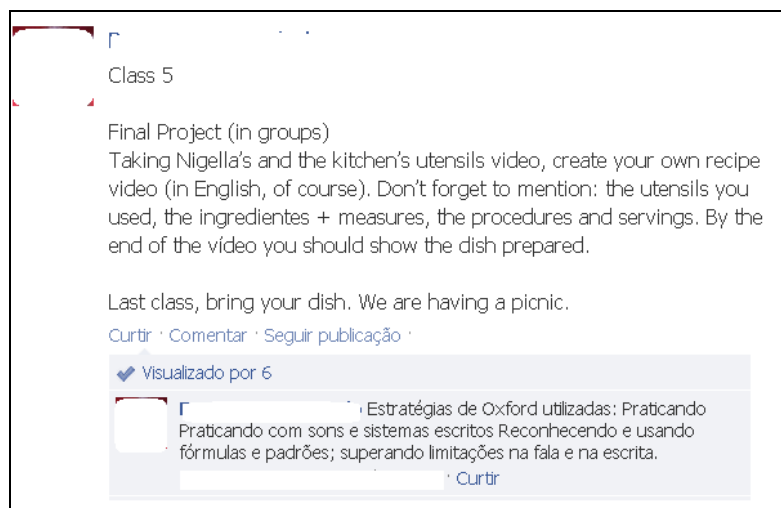 Class 5
Final Project (in groups)
Taking Nigella's and the kitchen's utensils video, create your own recipe
video (in English, of course). Don't forget to mention: the utensils you
used, the ingredientes + measures, the procedures and servings. By the
end of the vídeo you should show the dish prepared.
Last class, bring your dish. We are having a picnic.
Curtir · Comentar · Seguir publicação ·
Visualizado por 6
Estratégias de Oxford utilizadas: Praticando
Praticando com sons e sistemas escritos Reconhecendo e usando
fórmulas e padrões; superando limitações na fala e na escrita.
· Curtir